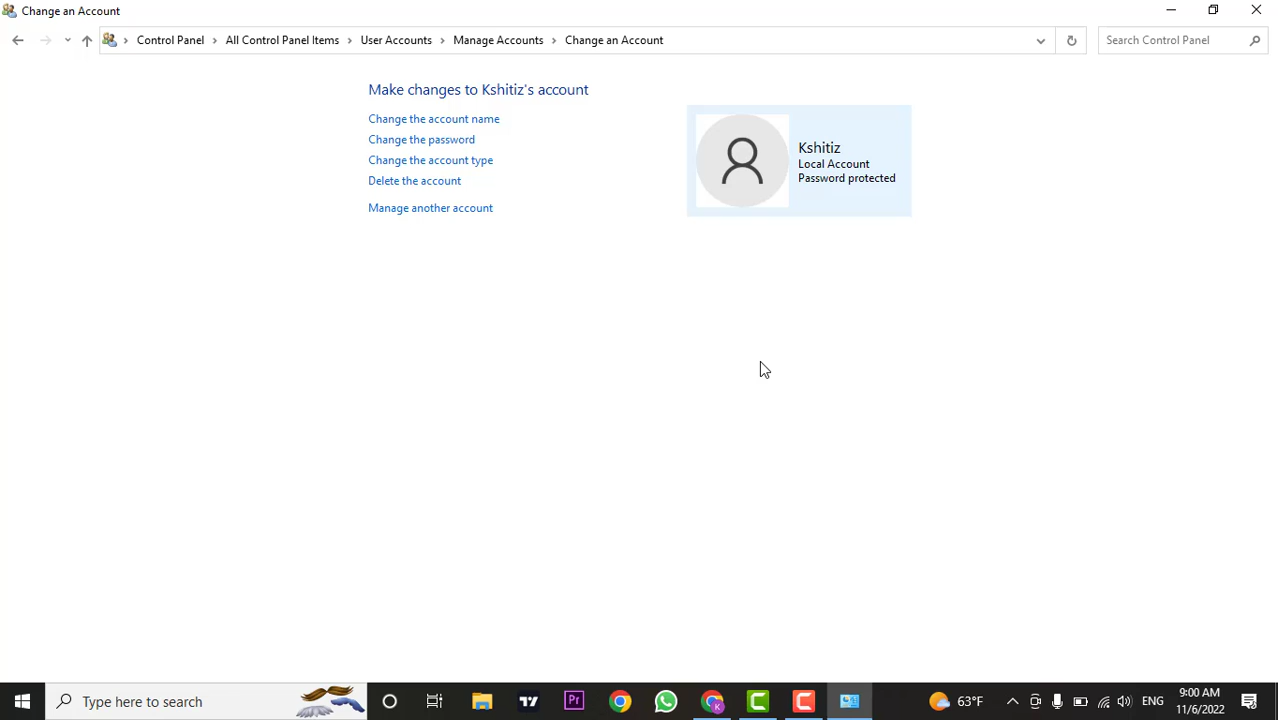 Change an Account
Control Panel > All Control Panel Items > User Accounts > Manage Accounts > Change an Account
Search Control Panel
Make changes to Kshitiz's account
Change the account name
Change the password
Change the account type
Delete the account
Manage another account
Kshitiz
Local Account
Password protected
Type here to search
Pr
K
63°F
ENG
9:00 AM
11/6/2022